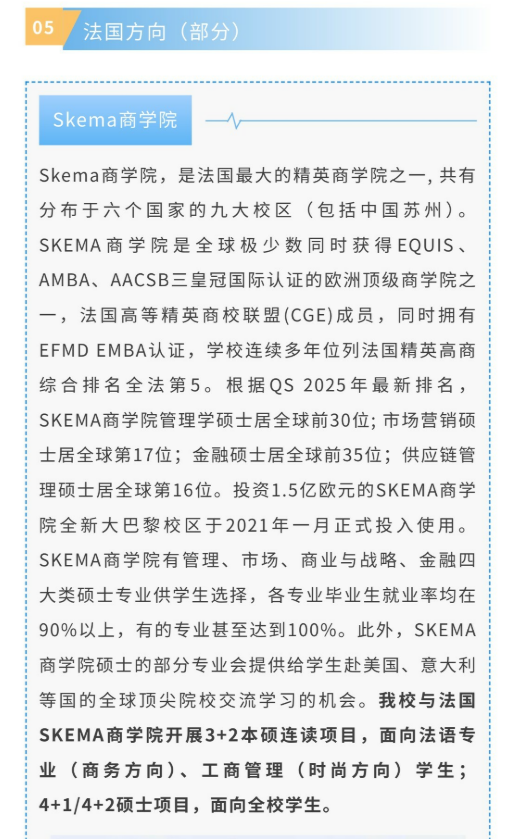 05 法国方向（部分）
Skema商学院
Skema商学院，是法国最大的精英商学院之一, 共有
分布于六个国家的九大校区（包括中国苏州）。
SKEMA商学院是全球极少数同时获得EQUIS、
AMBA、AACSB三皇冠国际认证的欧洲顶级商学院之
一，法国高等精英商校联盟(CGE)成员，同时拥有
EFMD EMBA认证，学校连续多年位列法国精英高商
综合排名全法第5。根据QS 2025年最新排名，
SKEMA商学院管理学硕士居全球前30位; 市场营销硕
士居全球第17位；金融硕士居全球前35位；供应链管
理硕士居全球第16位。投资1.5亿欧元的SKEMA商学
院全新大巴黎校区于2021年一月正式投入使用。
SKEMA商学院有管理、市场、商业与战略、金融四
大类硕士专业供学生选择，各专业毕业生就业率均在
90%以上，有的专业甚至达到100%。此外，SKEMA
商学院硕士的部分专业会提供给学生赴美国、意大利
等国的全球顶尖院校交流学习的机会。我校与法国
SKEMA商学院开展3+2本硕连读项目，面向法语专
业（商务方向）、工商管理（时尚方向）学生；
4+1/4+2硕士项目，面向全校学生。